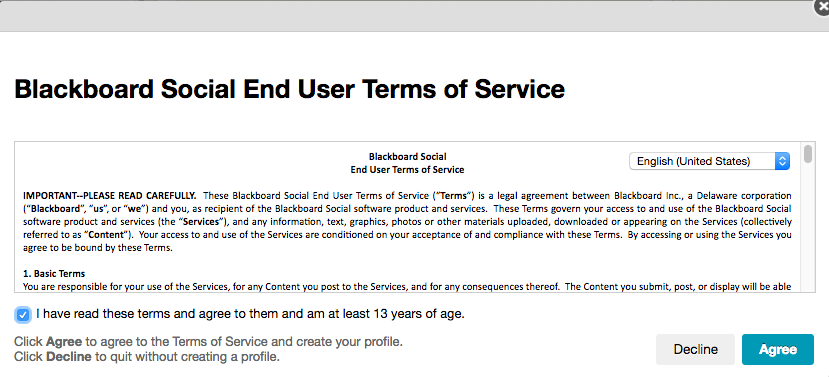 Blackboard Social End User Terms of Service
Blackboard Social
End User Terms of Service
English (United States)
IMPORTANT--PLEASE READ CAREFULLY. These Blackboard Social End User Terms of Service ("Terms") is a legal agreement between Blackboard Inc., a Delaware corporation
("Blackboard", "us", or "we") and you, as recipient of the Blackboard Social software product and services. These Terms govern your access to and use of the Blackboard Social
software product and services (the "Services"), and any information, text, graphics, photos or other materials uploaded, downloaded or appearing on the Services (collectively
referred to as "Content"). Your access to and use of the Services are conditioned on your acceptance of and compliance with these Terms. By accessing or using the Services you
agree to be bound by these Terms.
1. Basic Terms
You are responsible for your use of the Services, for any Content you post to the Services, and for any consequences thereof. The Content you submit, post, or display will be able
I have read these terms and agree to them and am at least 13 years of age.
Click Agree to agree to the Terms of Service and create your profile.
Click Decline to quit without creating a profile.
Decline
Agree